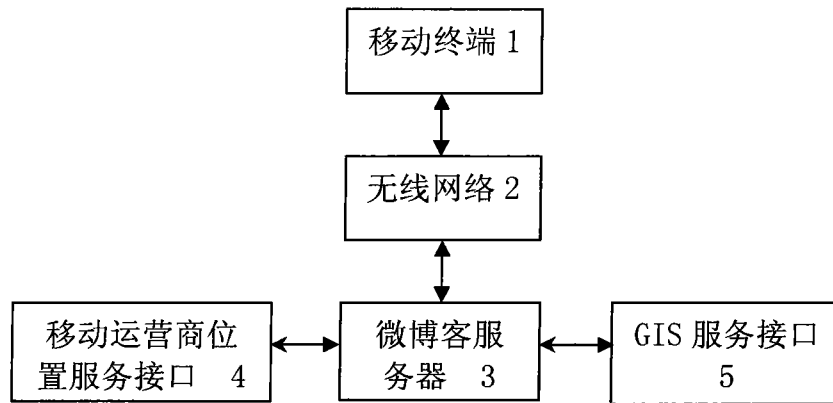 移动终端 1
无线网络 2
移动运营商位
置服务接口 4
微博客服
务器 3
GIS 服务接口
5